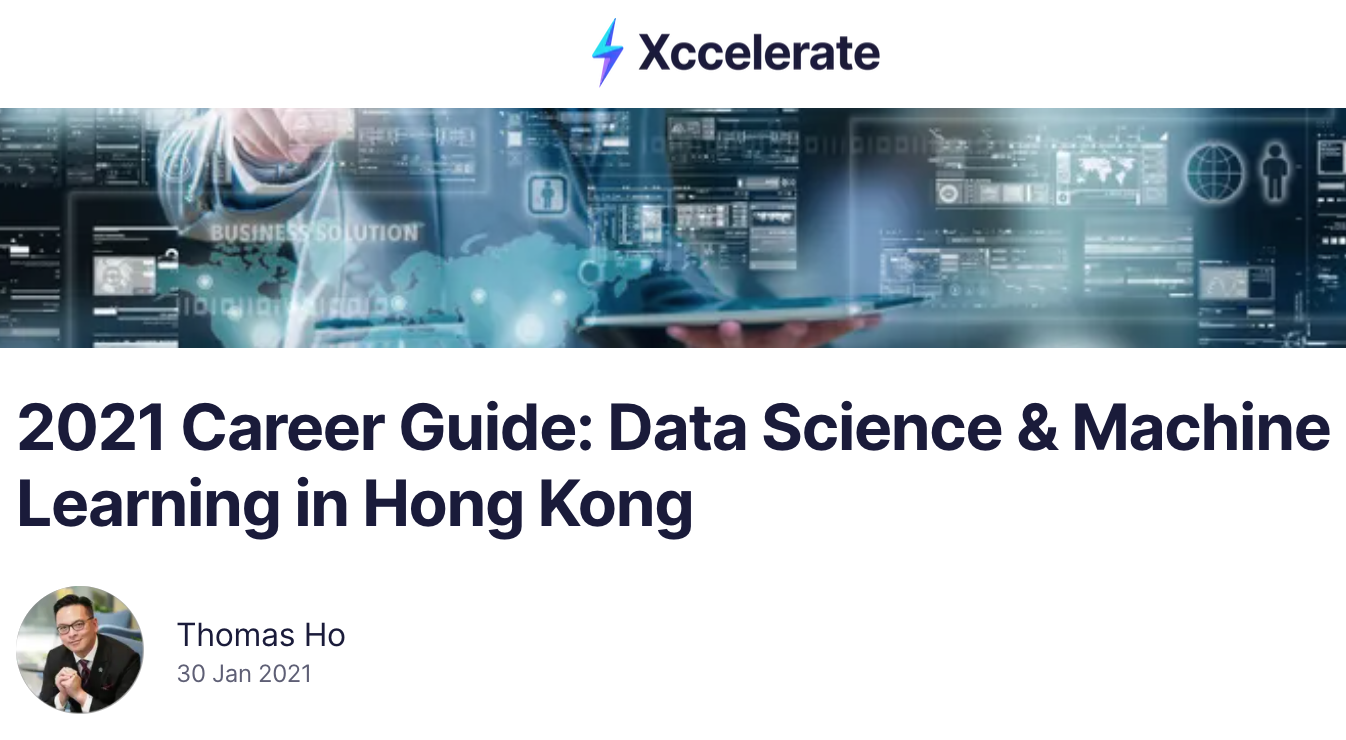 Xccelerate
BUSINESS SOLUTION
2021 Career Guide: Data Science & Machine
Learning in Hong Kong
Thomas Ho
30 Jan 2021